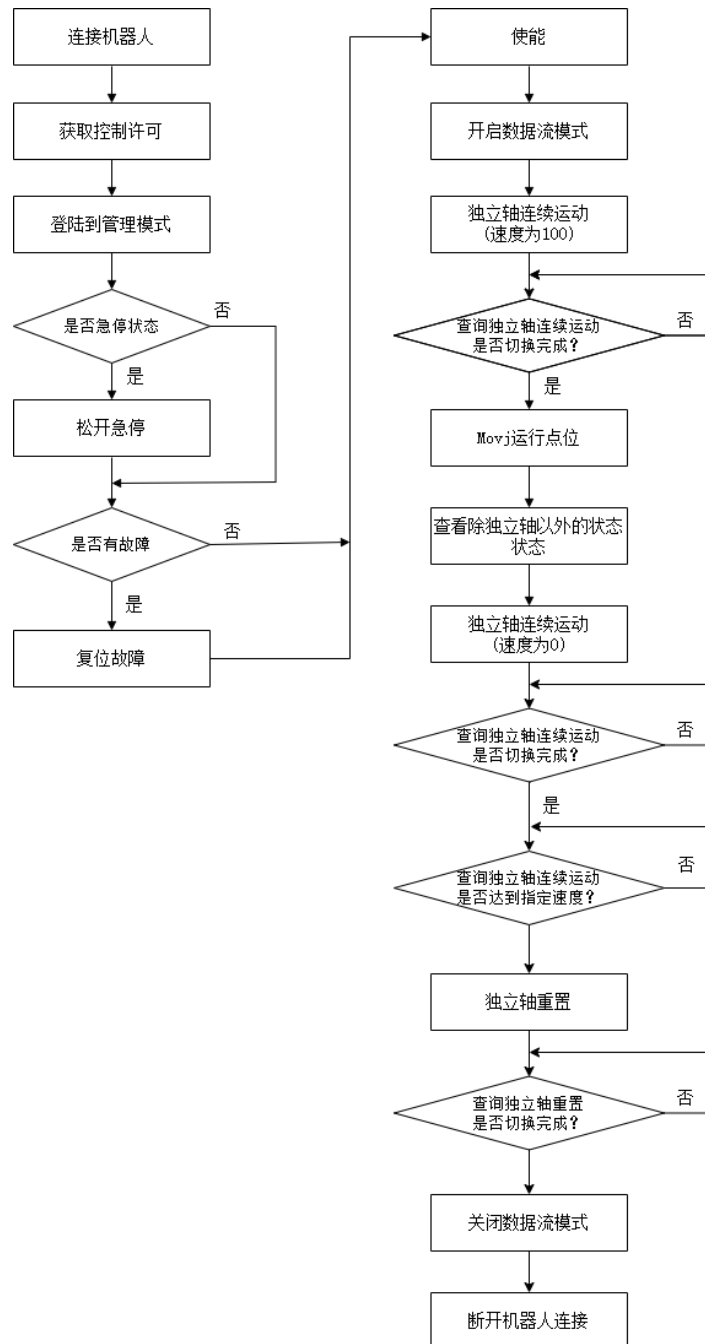 连接机器人
获取控制许可
登陆到管理模式
是否急停状态
否
是
松开急停
是否有故障
否
是
复位故障
使能
开启数据流模式
独立轴连续运动
(速度为100)
查询独立轴连续运动
是否切换完成？
否
是
Movj运行点位
查看除独立轴以外的状态
状态
独立轴连续运动
(速度为0)
查询独立轴连续运动
是否切换完成？
否
是
查询独立轴连续运动
是否达到指定速度？
否
独立轴重置
查询独立轴重置
是否切换完成？
否
关闭数据流模式
断开机器人连接